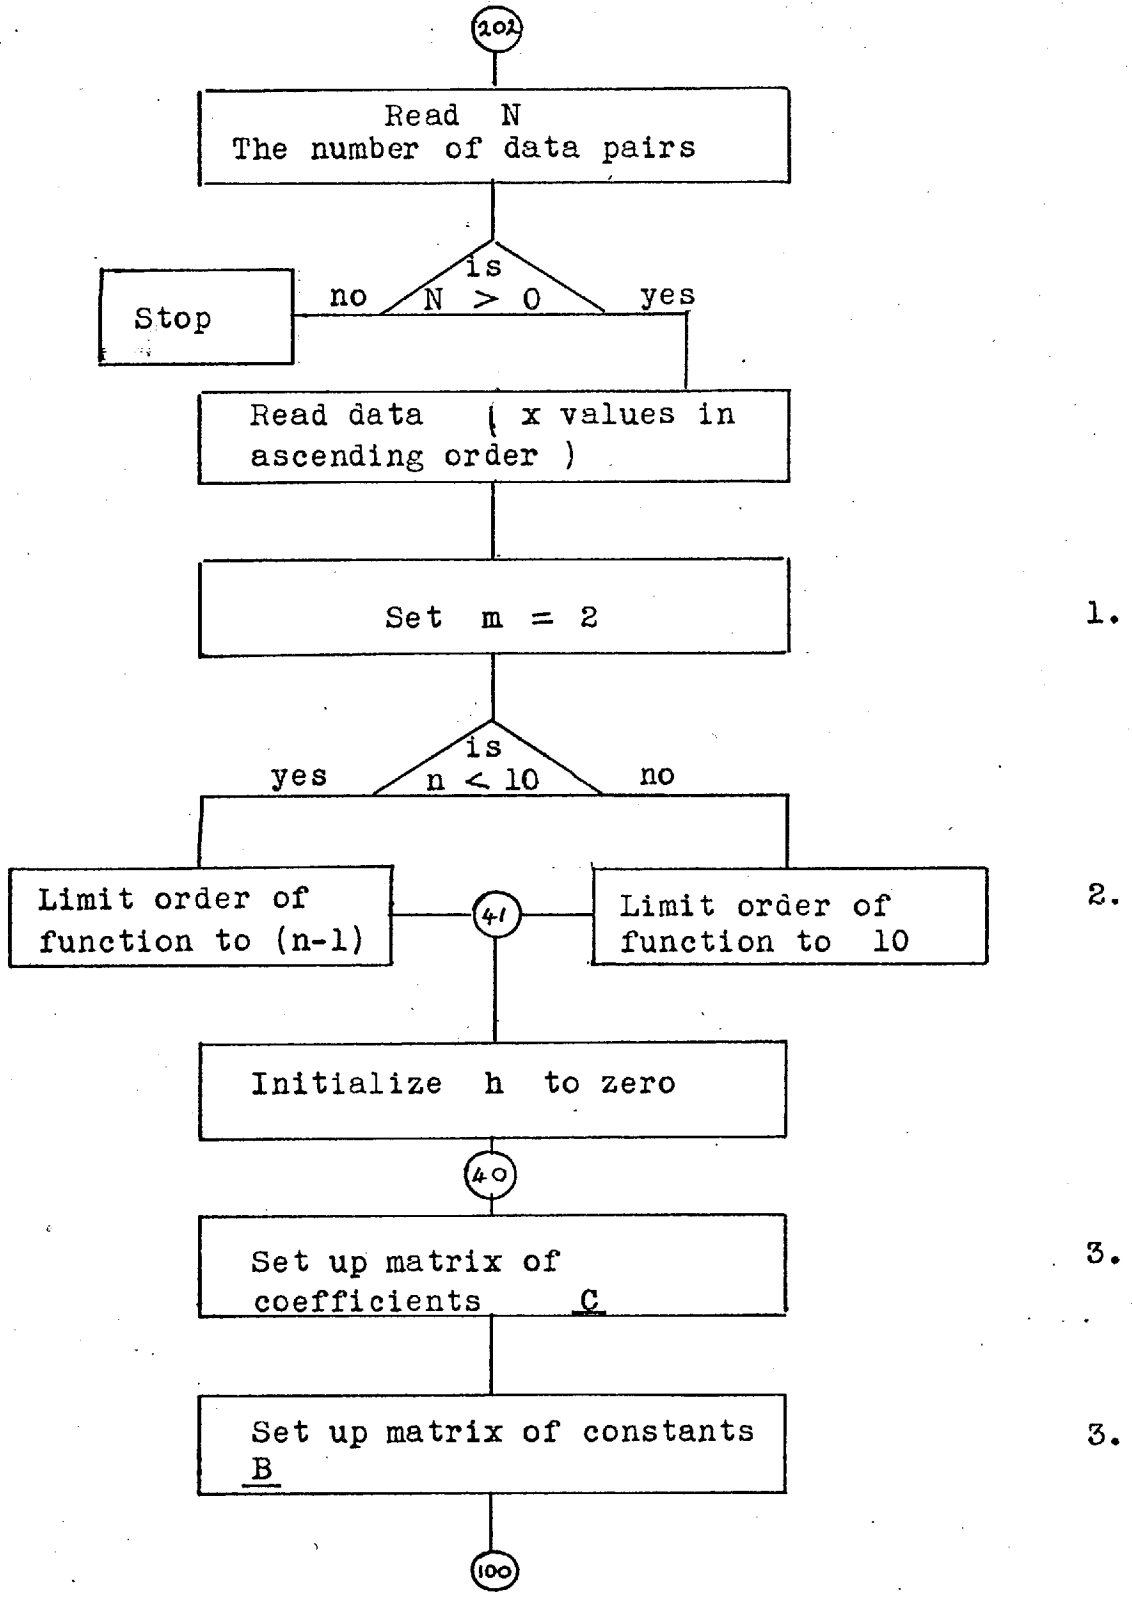 202
Read N
The number of data pairs
is
no N > 0 yes
Stop
Read data ( x values in
ascending order )
Set m = 2 1.
is
yes n < 10 no
Limit order of
function to (n-1)
41
Limit order of
function to 10
2.
Initialize h to zero
40
Set up matrix of
coefficients C
3.
Set up matrix of constants
B
3.
100